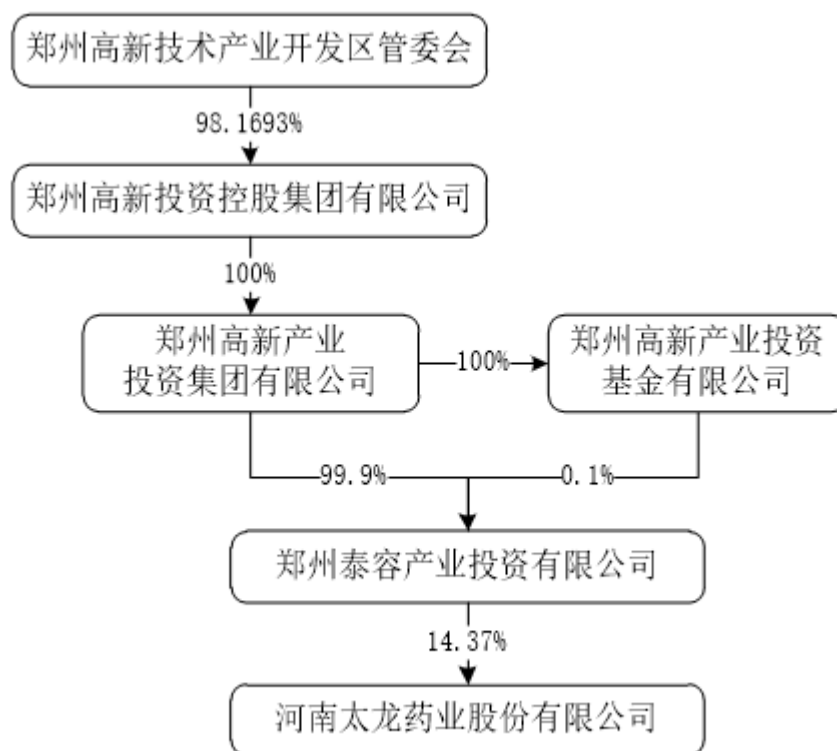 郑州高新技术产业开发区管委会
98.1693%
郑州高新投资控股集团有限公司
100%
郑州高新产业
投资集团有限公司
100%
郑州高新产业投资
基金有限公司
99.9%
0.1%
郑州泰容产业投资有限公司
14.37%
河南太龙药业股份有限公司